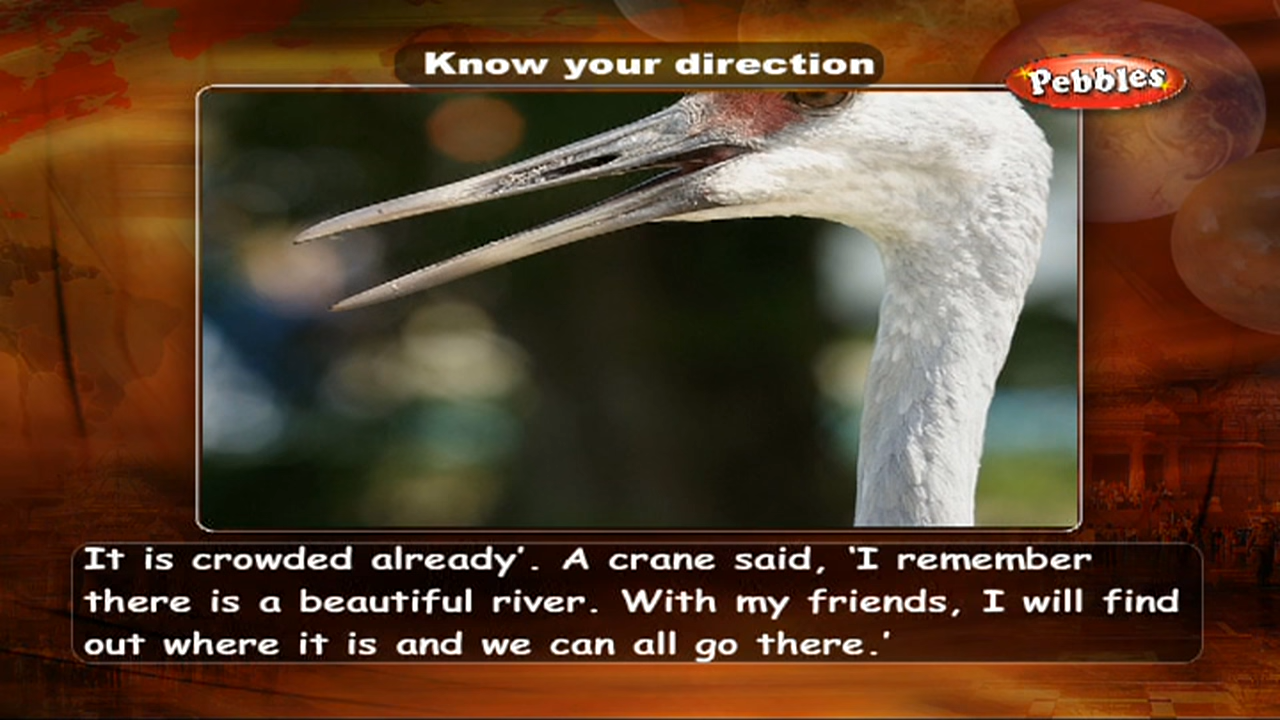 Know your direction
Pebbles
It is crowded already'. A crane said, 'I remember
there is a beautiful river. With my friends, I will find
out where it is and we can all go there.'